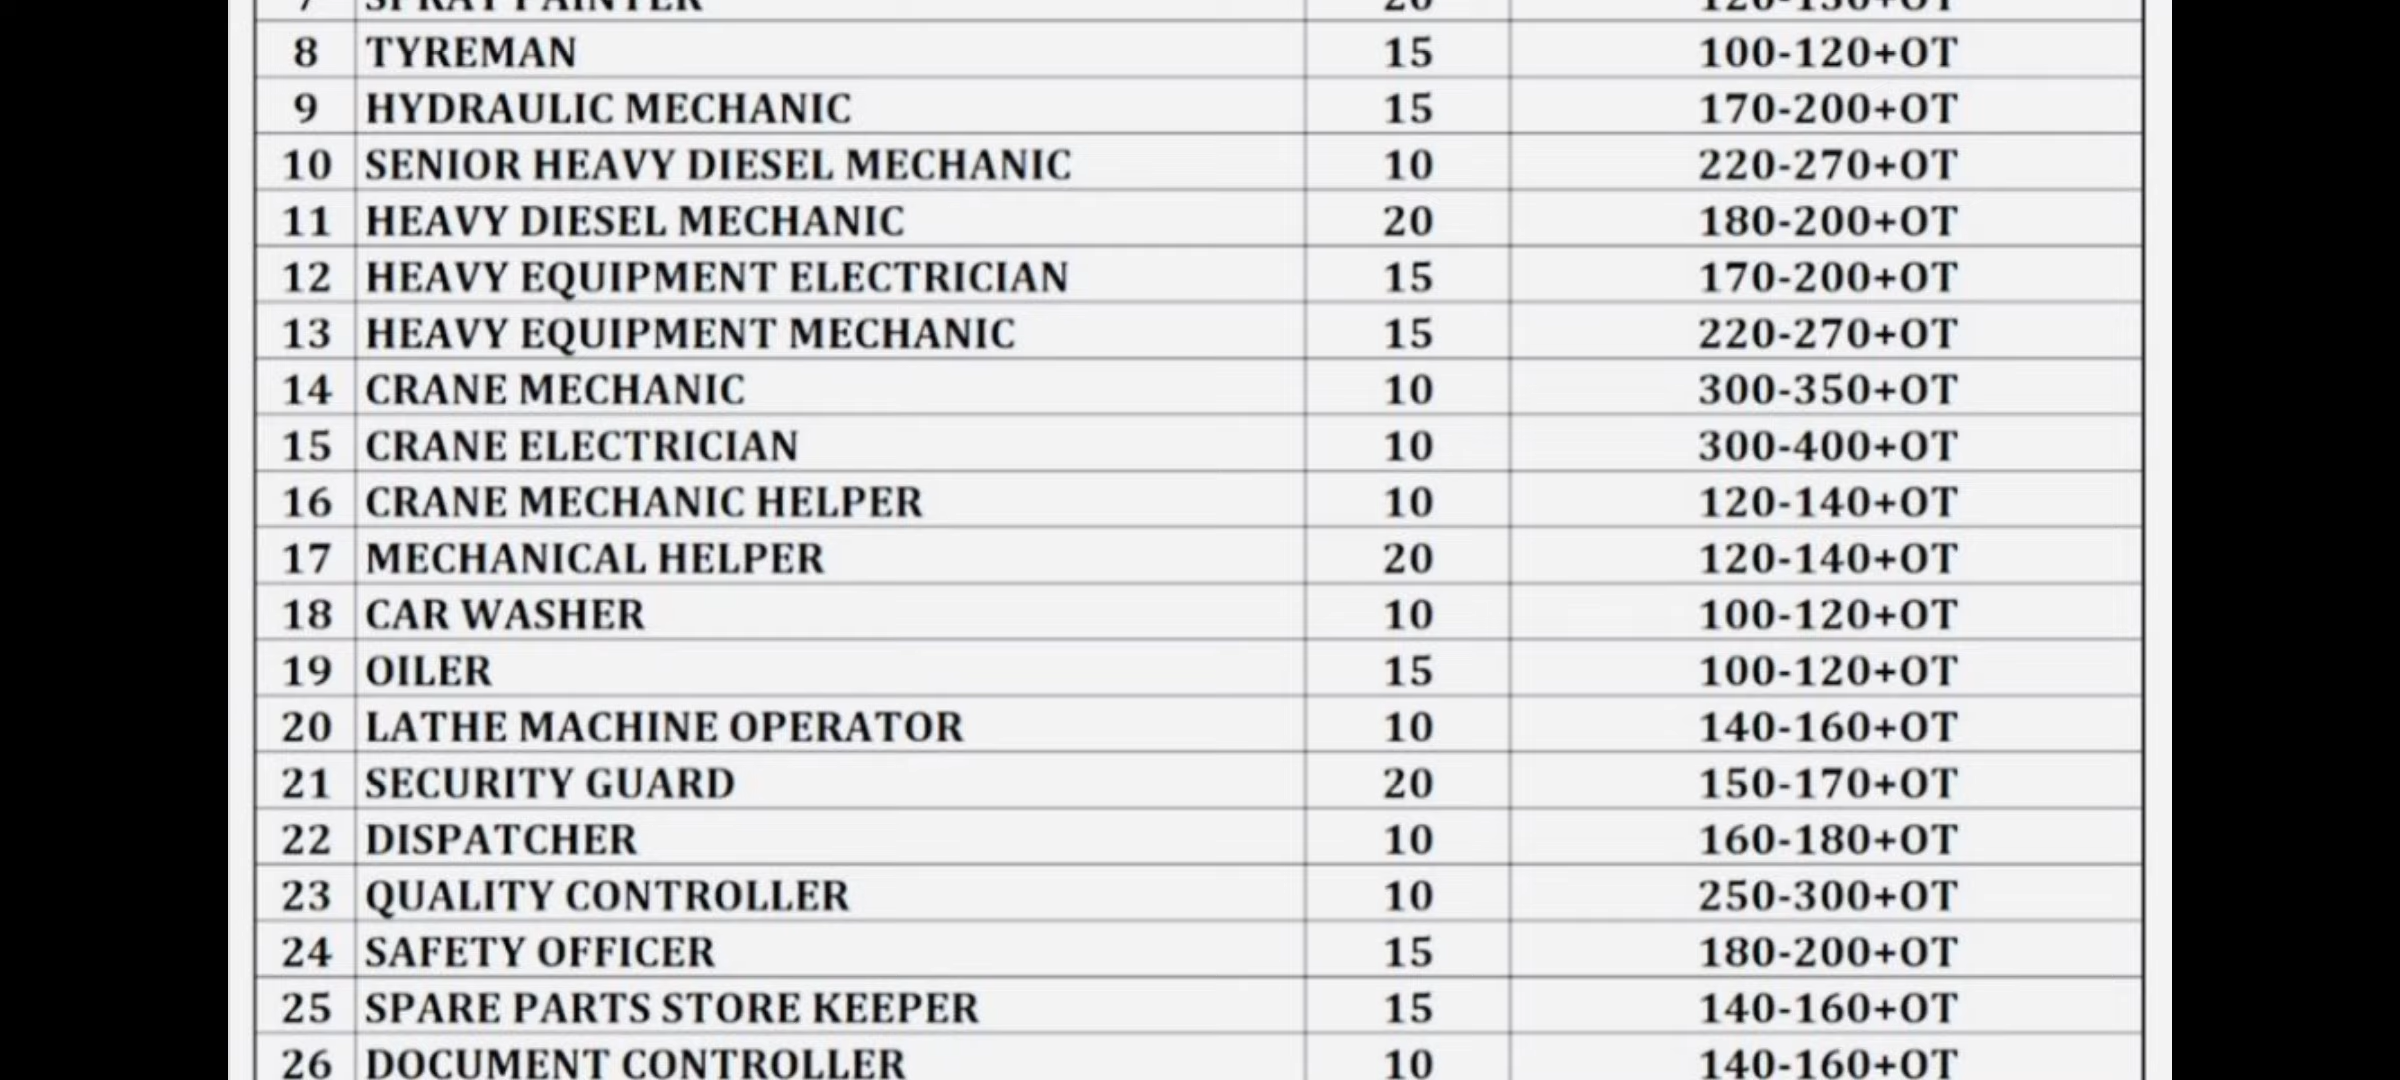 7 SPRAY PAINTER 20 120-150+OT
8 TYREMAN 15 100-120+OT
9 HYDRAULIC MECHANIC 15 170-200+OT
10 SENIOR HEAVY DIESEL MECHANIC 10 220-270+OT
11 HEAVY DIESEL MECHANIC 20 180-200+OT
12 HEAVY EQUIPMENT ELECTRICIAN 15 170-200+OT
13 HEAVY EQUIPMENT MECHANIC 15 220-270+OT
14 CRANE MECHANIC 10 300-350+OT
15 CRANE ELECTRICIAN 10 300-400+OT
16 CRANE MECHANIC HELPER 10 120-140+OT
17 MECHANICAL HELPER 20 120-140+OT
18 CAR WASHER 10 100-120+OT
19 OILER 15 100-120+OT
20 LATHE MACHINE OPERATOR 10 140-160+OT
21 SECURITY GUARD 20 150-170+OT
22 DISPATCHER 10 160-180+OT
23 QUALITY CONTROLLER 10 250-300+OT
24 SAFETY OFFICER 15 180-200+OT
25 SPARE PARTS STORE KEEPER 15 140-160+OT
26 DOCUMENT CONTROLLER 10 140-160+OT